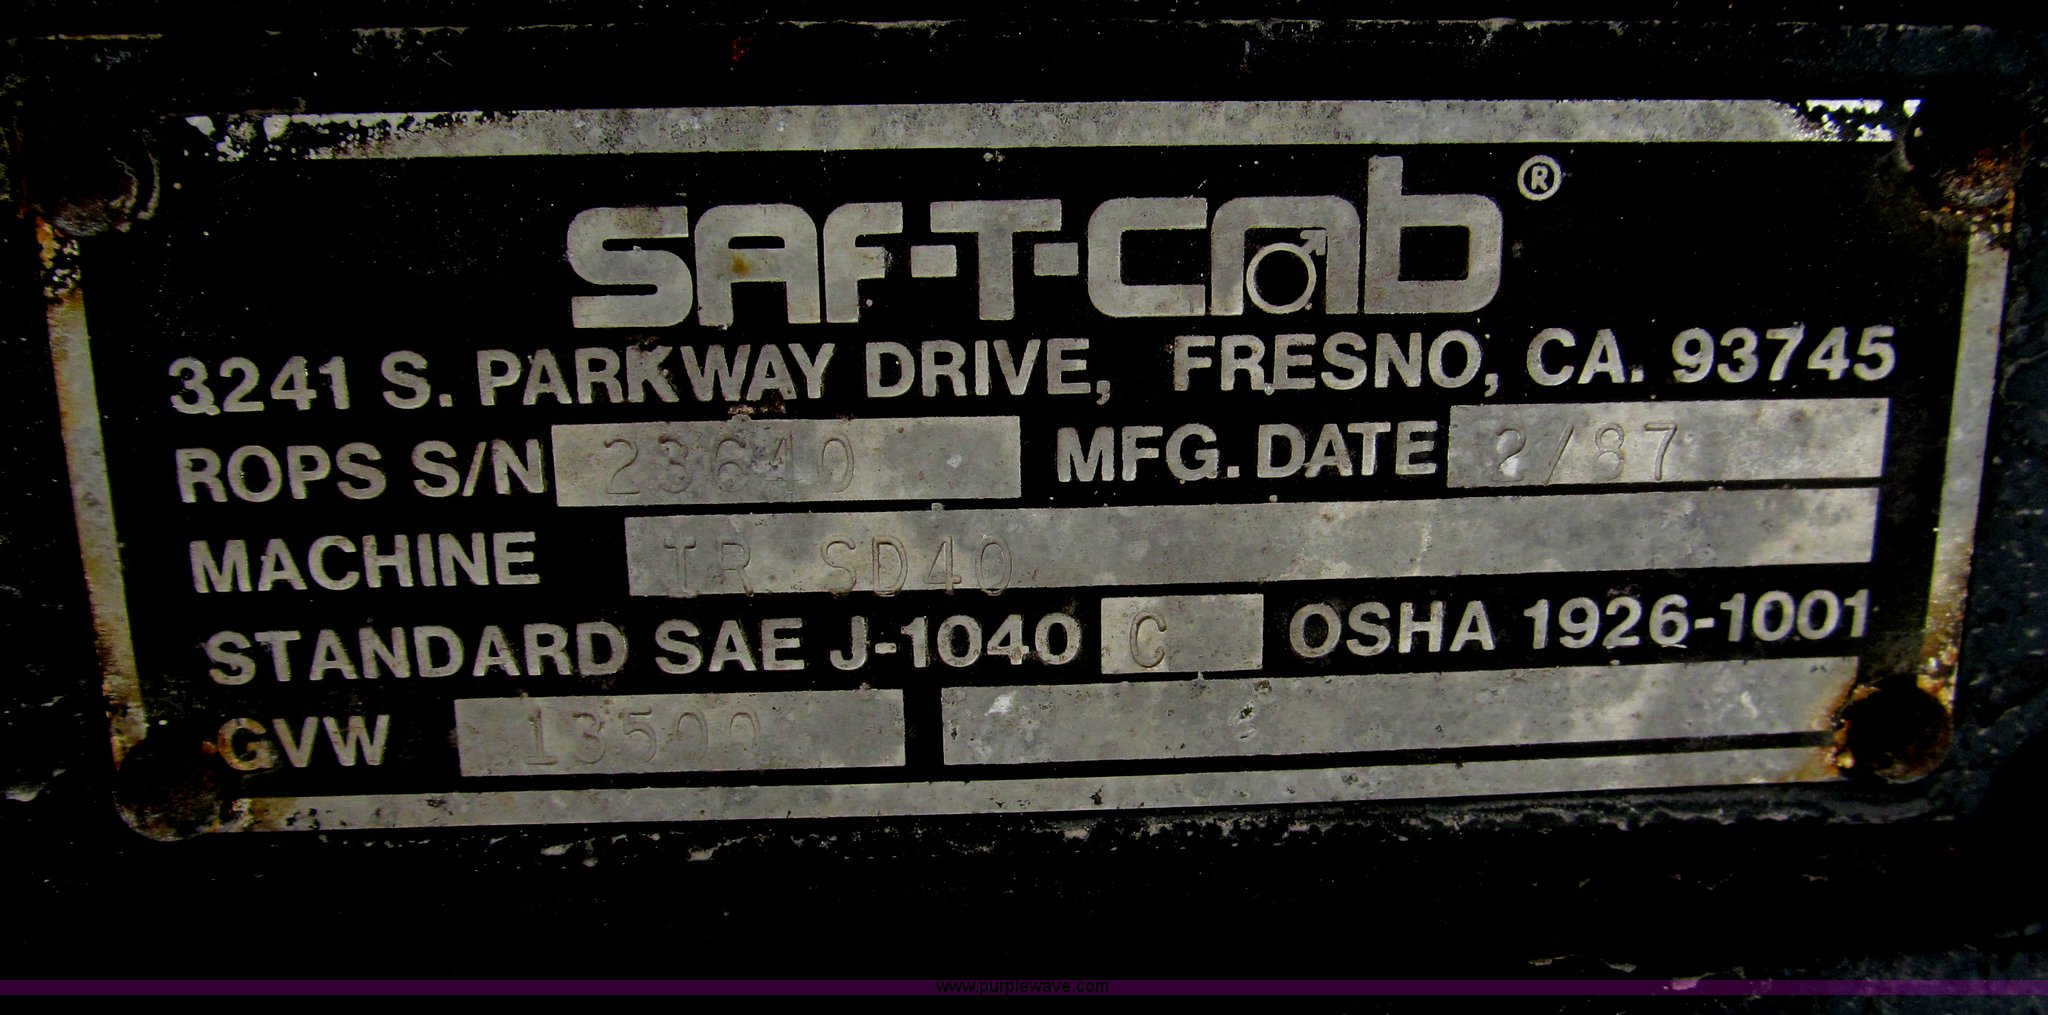 SAF-T-CAB®
3241 S. PARKWAY DRIVE, FRESNO, CA. 93745
ROPS S/N 23640 MFG. DATE 2/87
MACHINE IR SD40
STANDARD SAE J-1040 C OSHA 1926-1001
GVW 13500
www.purplewave.com